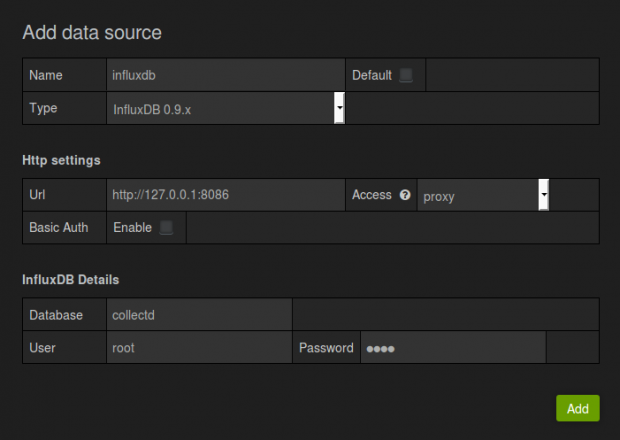 Add data source
Name influxdb Default
Type InfluxDB 0.9.x
Http settings
Url http://127.0.0.1:8086 Access ? proxy
Basic Auth Enable
InfluxDB Details
Database collectd
User root Password ●●●●
Add